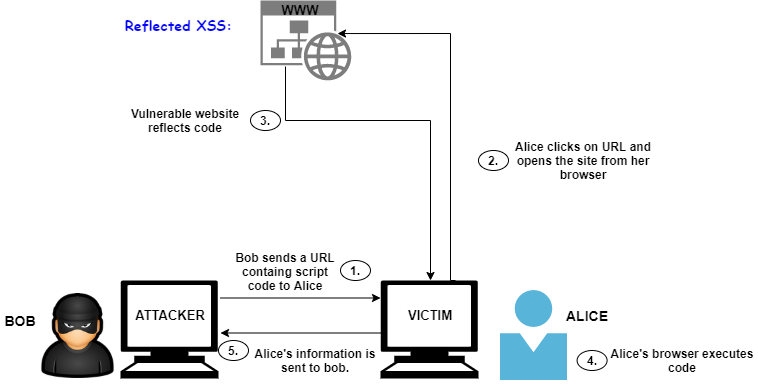 Reflected XSS:
WWW
Vulnerable website
reflects code
3.
2.
Alice clicks on URL and
opens the site from her
browser
Bob sends a URL
containg script
code to Alice
1.
BOB
ATTACKER
VICTIM
ALICE
5.
Alice's information is
sent to bob.
4.
Alice's browser executes
code